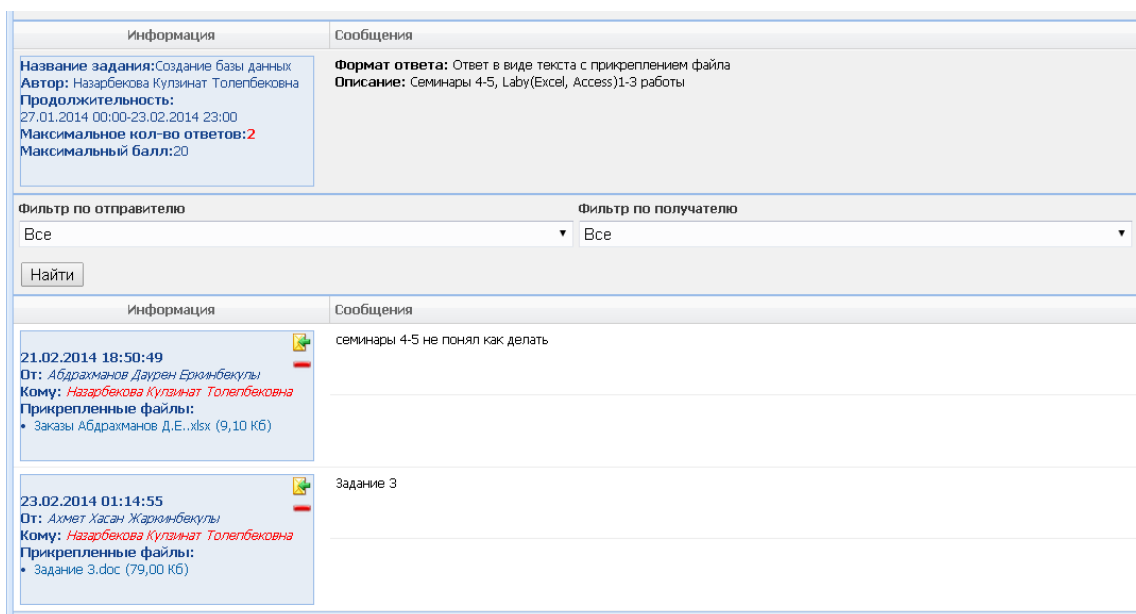 Информация
Сообщения
Название задания:Создание базы данных
Автор: Назарбекова Кулзинат Толепбековна
Продолжительность:
27.01.2014 00:00-23.02.2014 23:00
Максимальное кол-во ответов:2
Максимальный балл:20
Формат ответа: Ответ в виде текста с прикреплением файла
Описание: Семинары 4-5, Laby(Excel, Access)1-3 работы
Фильтр по отправителю
Фильтр по получателю
Все
Все
Найти
Информация
Сообщения
21.02.2014 18:50:49
От: Абдрахманов Даурен Еркинбекулы
Кому: Назарбекова Кулзинат Толепбековна
Прикрепленные файлы:
• Заказы Абдрахманов Д.Е..xlsx (9,10 Кб)
семинары 4-5 не понял как делать
23.02.2014 01:14:55
От: Ахмет Хасан Жаркинбекулы
Кому: Назарбекова Кулзинат Толепбековна
Прикрепленные файлы:
• Задание 3.doc (79,00 Кб)
Задание 3